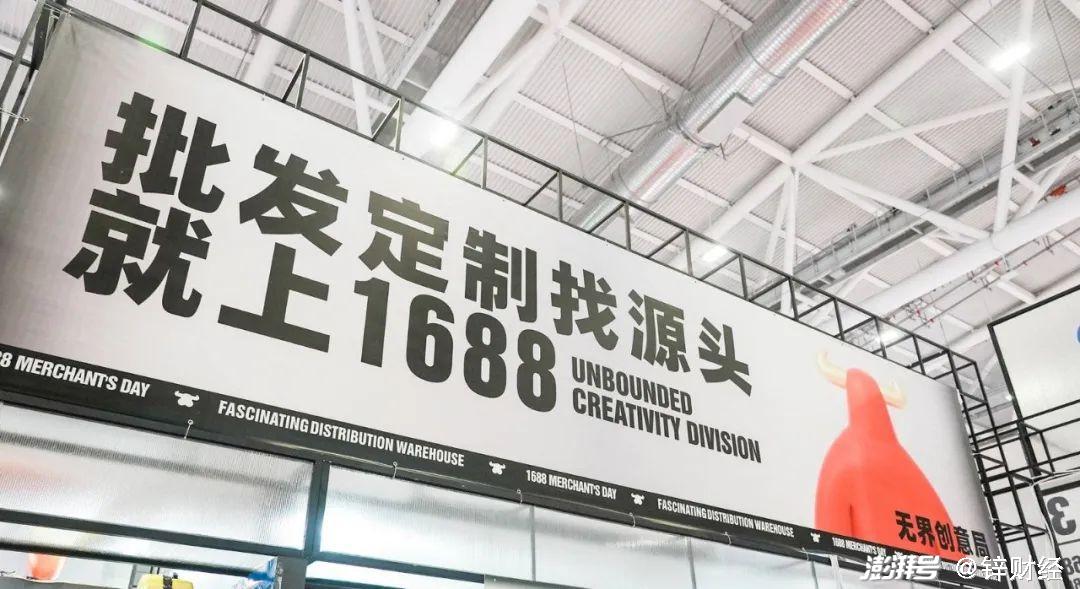 批发定制找源头
就上1688
UNBOUNDED
CREATIVITY DIVISION
88 MERCHANT'S DAY
FASCINATING DISTRIBUTION WAREHOUSE
1688 MERCHANT'S DAY
FASCINATING DISTRIBUTION WAREHOUSE
1688 MERCHANT'S DAY
无界创意局
澎湃号 @锌财经